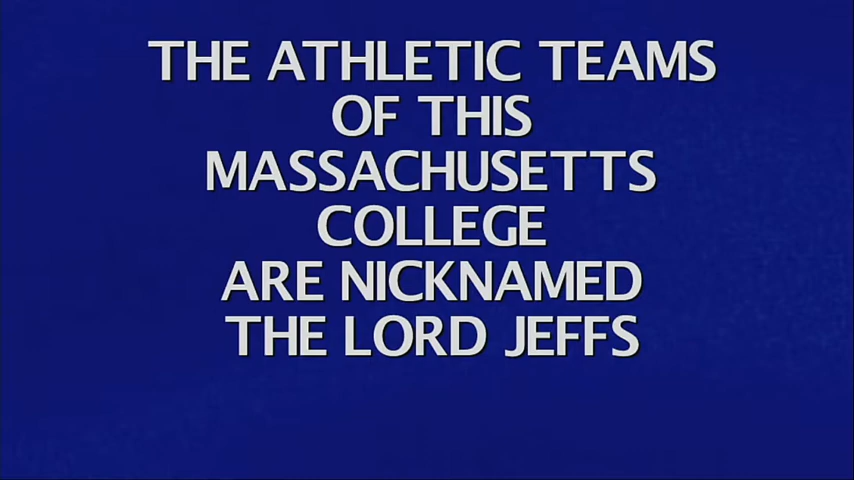 THE ATHLETIC TEAMS
OF THIS
MASSACHUSETTS
COLLEGE
ARE NICKNAMED
THE LORD JEFFS